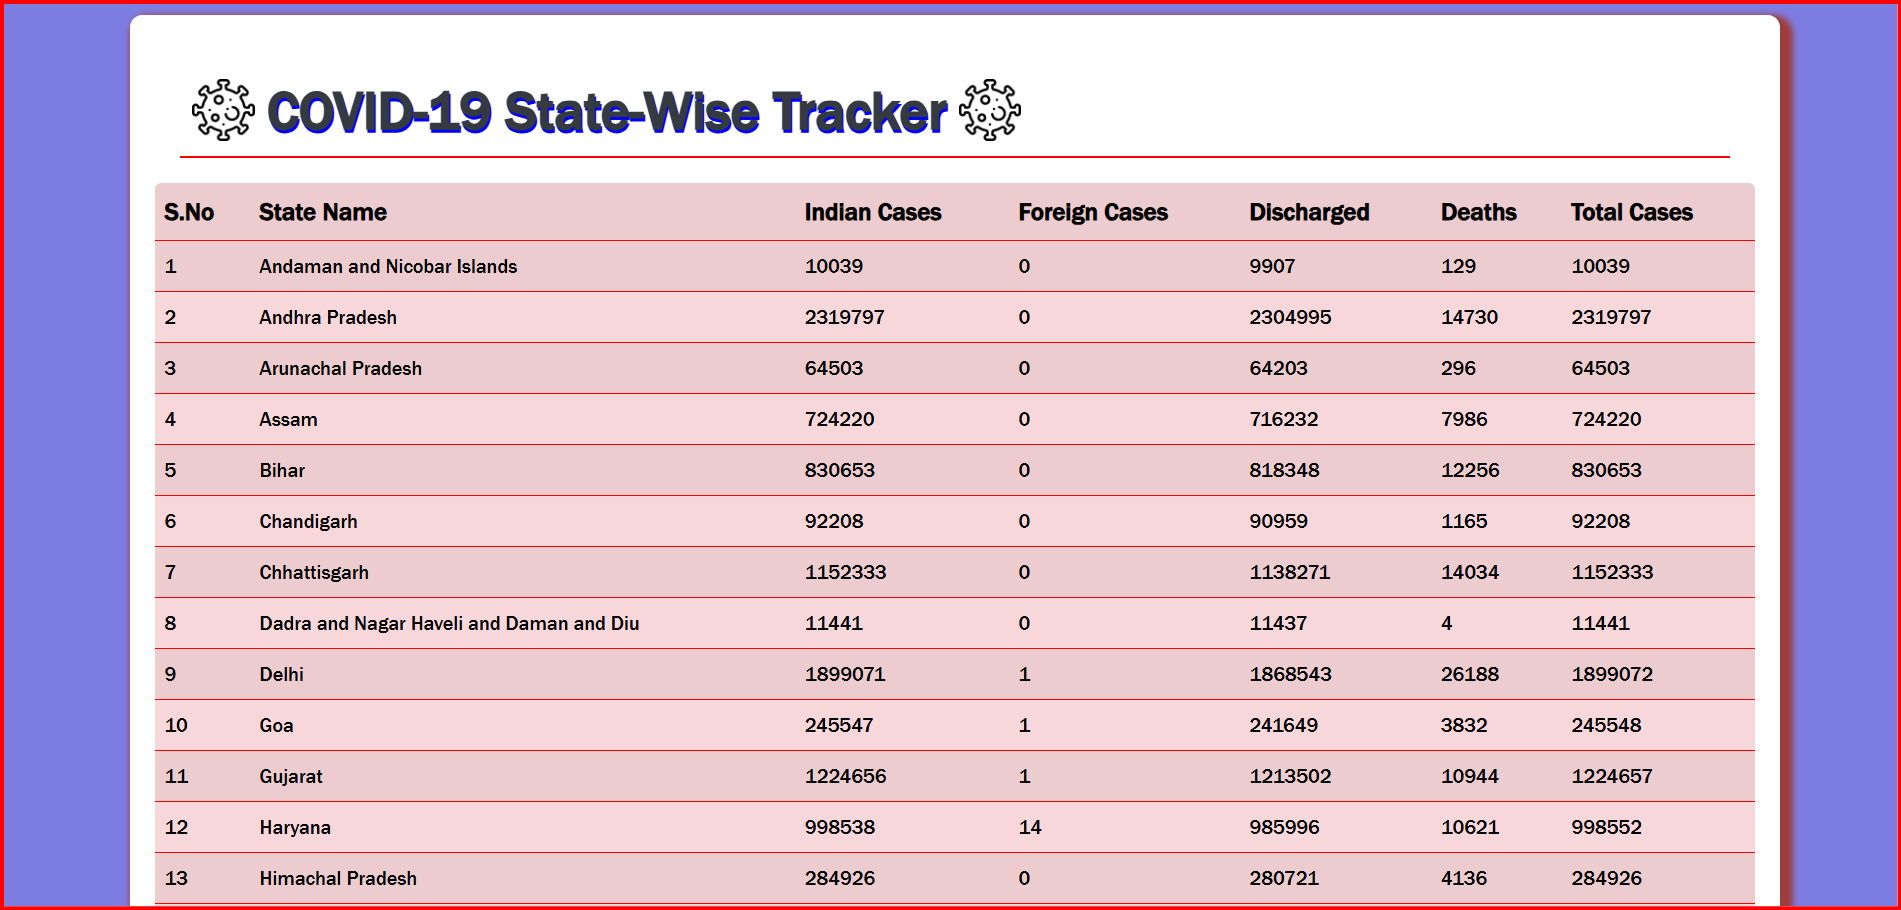 COVID-19 State-Wise Tracker
S.No State Name Indian Cases Foreign Cases Discharged Deaths Total Cases
1 Andaman and Nicobar Islands 10039 0 9907 129 10039
2 Andhra Pradesh 2319797 0 2304995 14730 2319797
3 Arunachal Pradesh 64503 0 64203 296 64503
4 Assam 724220 0 716232 7986 724220
5 Bihar 830653 0 818348 12256 830653
6 Chandigarh 92208 0 90959 1165 92208
7 Chhattisgarh 1152333 0 1138271 14034 1152333
8 Dadra and Nagar Haveli and Daman and Diu 11441 0 11437 4 11441
9 Delhi 1899071 1 1868543 26188 1899072
10 Goa 245547 1 241649 3832 245548
11 Gujarat 1224656 1 1213502 10944 1224657
12 Haryana 998538 14 985996 10621 998552
13 Himachal Pradesh 284926 0 280721 4136 284926